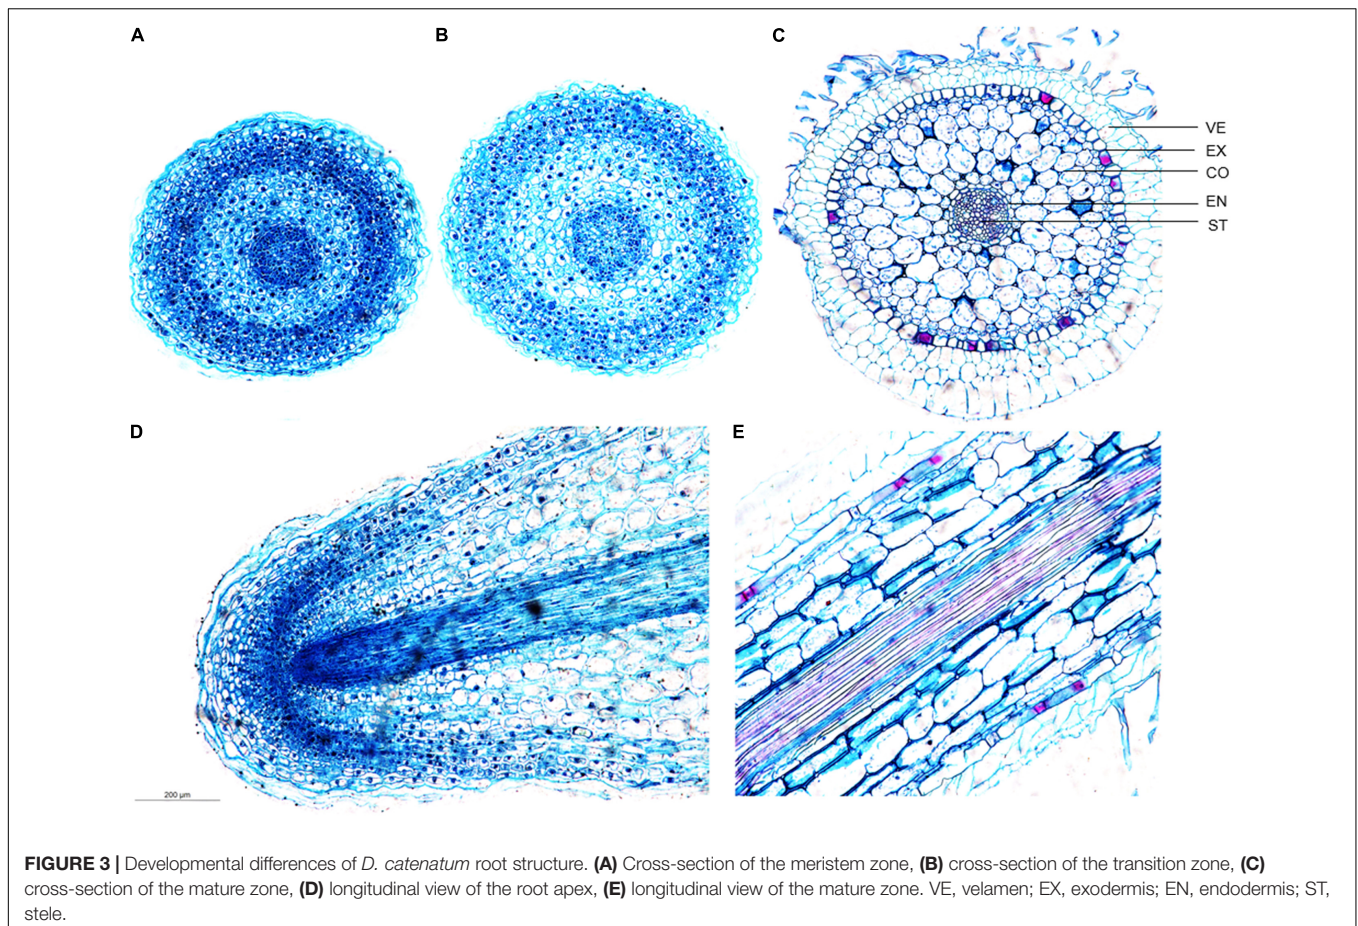 A
B
C
VE
EX
CO
EN
ST
D
E
200 µm
FIGURE 3 | Developmental differences of D. catenatum root structure. (A) Cross-section of the meristem zone, (B) cross-section of the transition zone, (C)
cross-section of the mature zone, (D) longitudinal view of the root apex, (E) longitudinal view of the mature zone. VE, velamen; EX, exodermis; EN, endodermis; ST,
stele.